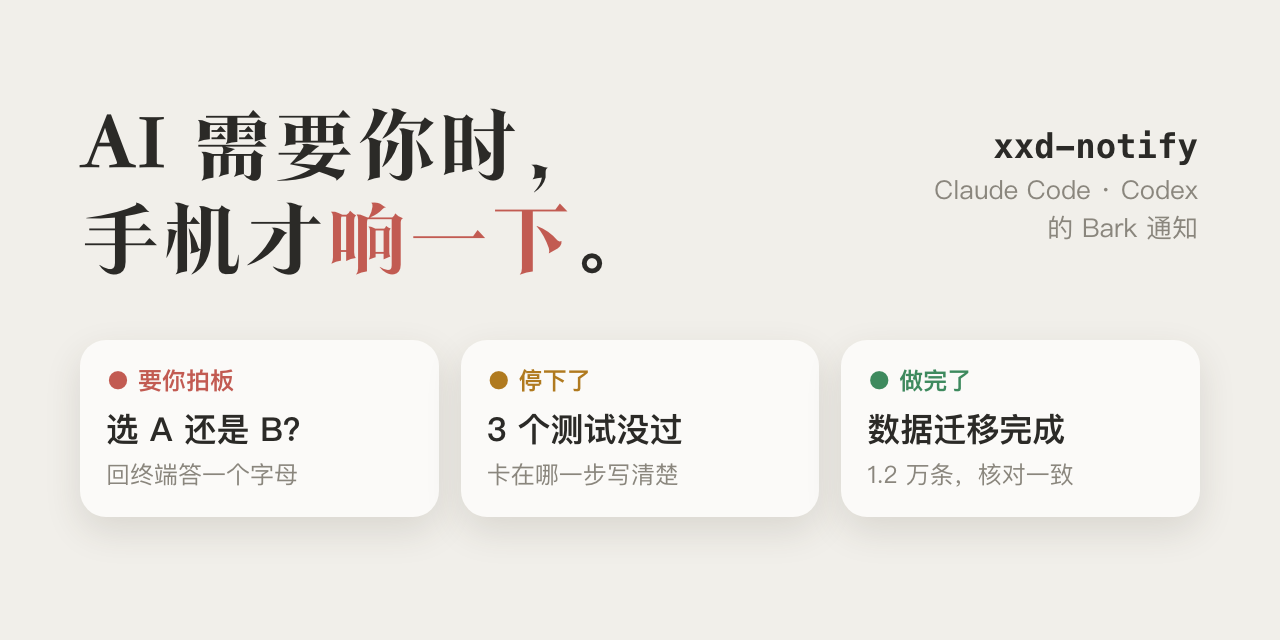 AI 需要你时，
手机才响一下。
xxd-notify
Claude Code · Codex
的 Bark 通知
要你拍板
选 A 还是 B?
回终端答一个字母
停下了
3 个测试没过
卡在哪一步写清楚
做完了
数据迁移完成
1.2 万条，核对一致